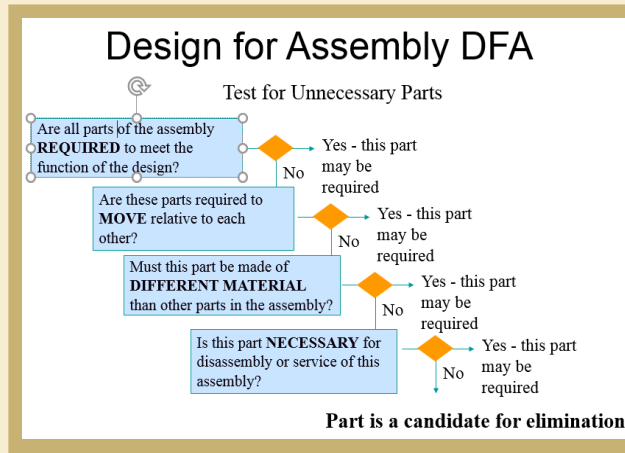 Design for Assembly DFA
Test for Unnecessary Parts
Are all parts of the assembly
REQUIRED to meet the
function of the design?
Yes - this part
may be
required
No
Are these parts required to
MOVE relative to each
other?
Yes - this part
may be
required
No
Must this part be made of
DIFFERENT MATERIAL
than other parts in the assembly?
Yes - this part
may be
required
No
Is this part NECESSARY for
disassembly or service of this
assembly?
Yes - this part
may be
required
No
Part is a candidate for elimination